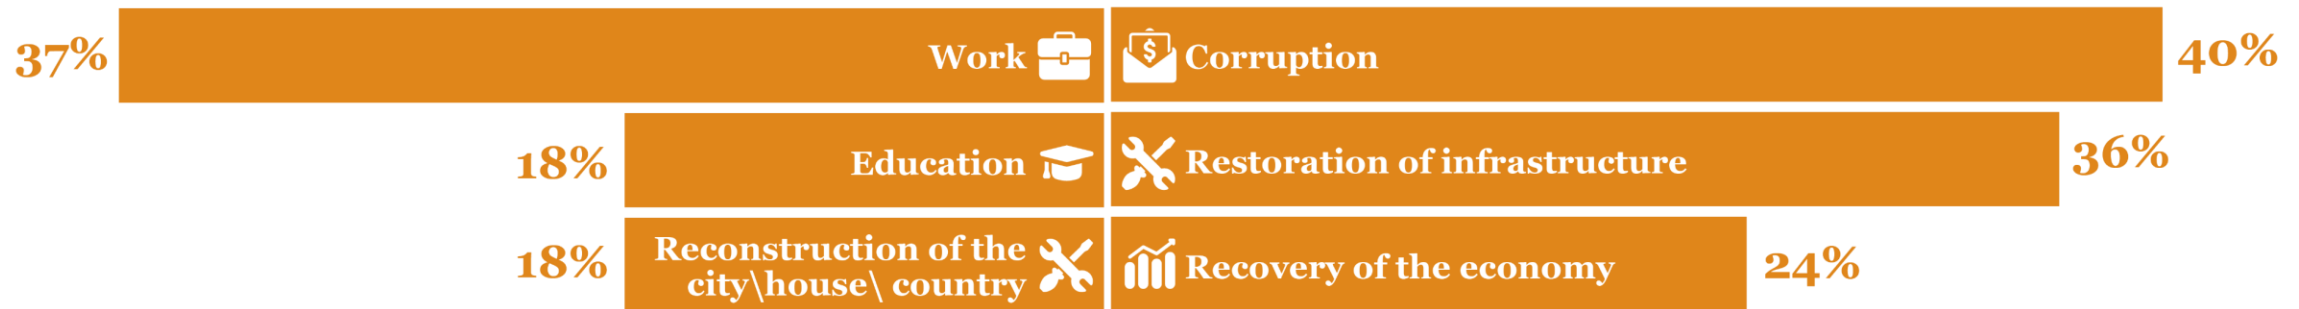 37% Work Corruption 40%
18% Education Restoration of infrastructure 36%
18% Reconstruction of the
city\house\ country Recovery of the economy 24%